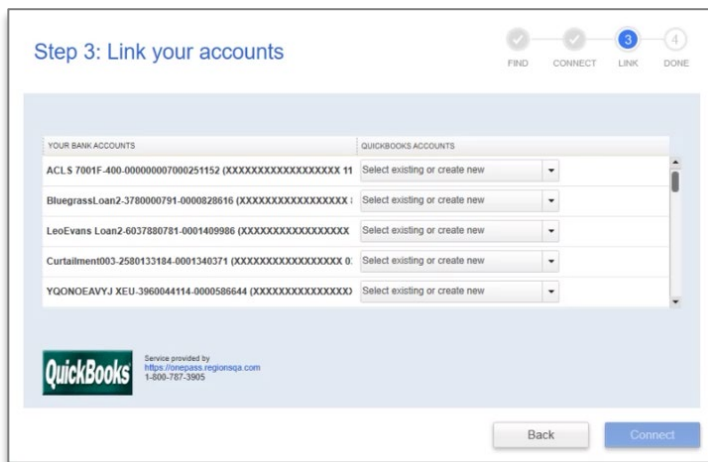 Step 3: Link your accounts
3
4
FIND CONNECT LINK DONE
YOUR BANK ACCOUNTS QUICKBOOKS ACCOUNTS
ACLS 7001F-400-000000007000251152 (XXXXXXXXXXXXXXXXXX 11 Select existing or create new
BluegrassLoan2-3780000791-0000828616 (XXXXXXXXXXXXXXXXXX Select existing or create new
LeoEvans Loan2-6037880781-0001409986 (XXXXXXXXXXXXXXXXX Select existing or create new
Curtailment003-2580133184-0001340371 (XXXXXXXXXXXXXXXXXX 0 Select existing or create new
YQONOEAVYJ XEU-3960044114-0000586644 (XXXXXXXXXXXXXXXX Select existing or create new
QuickBooks
Service provided by
https://onepass.regionsqa.com
1-800-787-3905
Back Connect